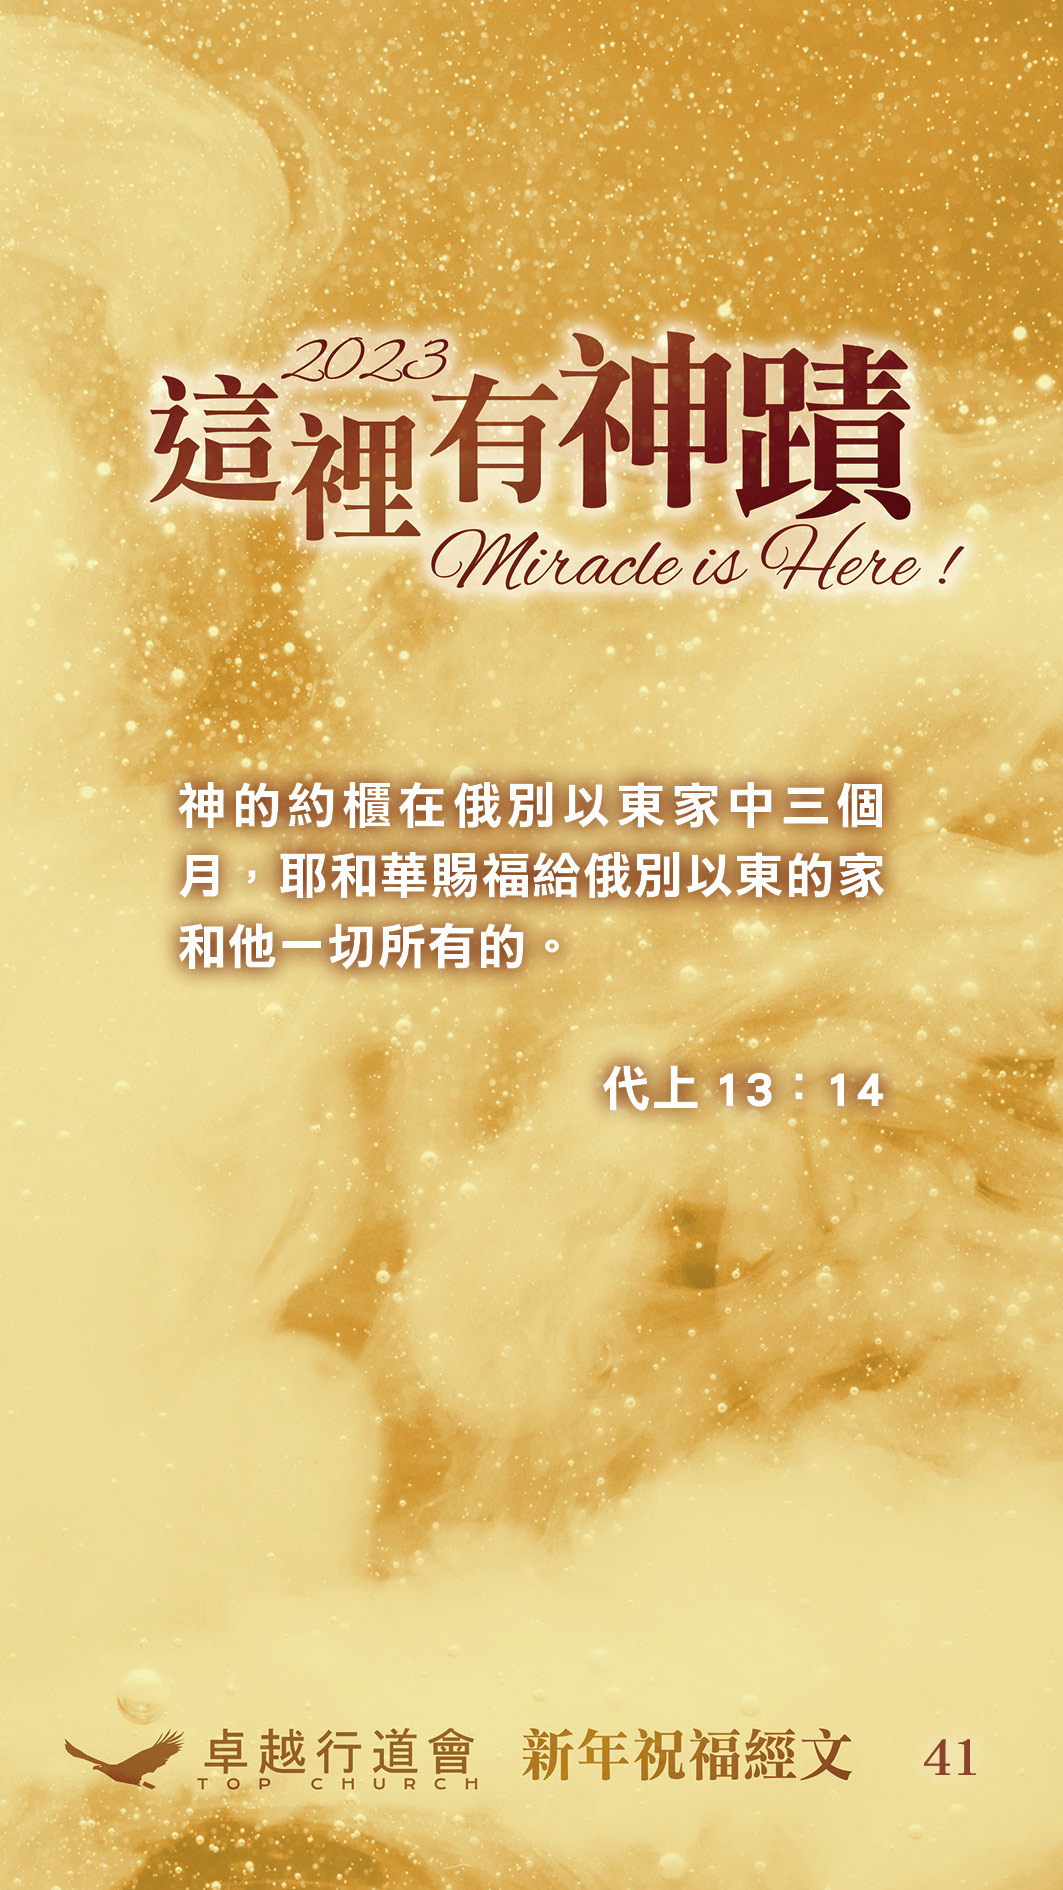 2023
這裡有神蹟
Miracle is Here !
神的約櫃在俄別以東家中三個
月，耶和華賜福給俄別以東的家
和他一切所有的。
代上 13：14
卓越行道會 新年祝福經文 41
TOP CHURCH